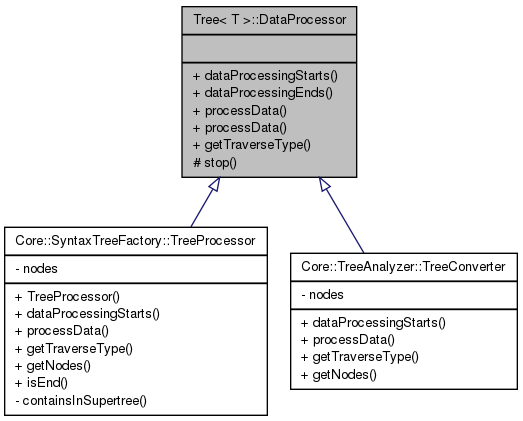 Tree< T >::DataProcessor
+ dataProcessingStarts()
+ dataProcessingEnds()
+ processData()
+ processData()
+ getTraverseType()
# stop()
Core::SyntaxTreeFactory::TreeProcessor
- nodes
+ TreeProcessor()
+ dataProcessingStarts()
+ processData()
+ getTraverseType()
+ getNodes()
+ isEnd()
- containsInSupertree()
Core::TreeAnalyzer::TreeConverter
- nodes
+ dataProcessingStarts()
+ processData()
+ getTraverseType()
+ getNodes()